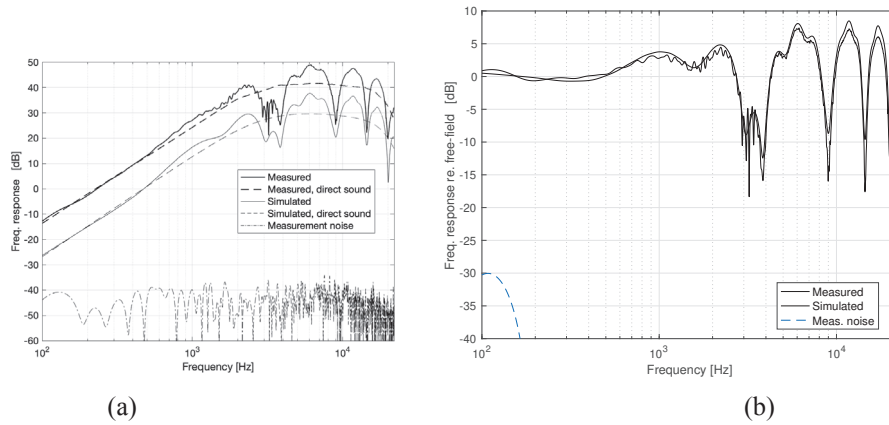 (a)
50
40
30
20
10
0
-10
-20
-30
-40
-50
-60
Freq. response [dB]
Measured
Measured, direct sound
Simulated
Simulated, direct sound
Measurement noise
10^2
10^3
10^4
Frequency [Hz]
(a)
10
5
0
-5
-10
-15
-20
-25
-30
-35
-40
Freq. response re. free-field [dB]
Measured
Simulated
Meas. noise
10^2
10^3
10^4
Frequency [Hz]
(b)